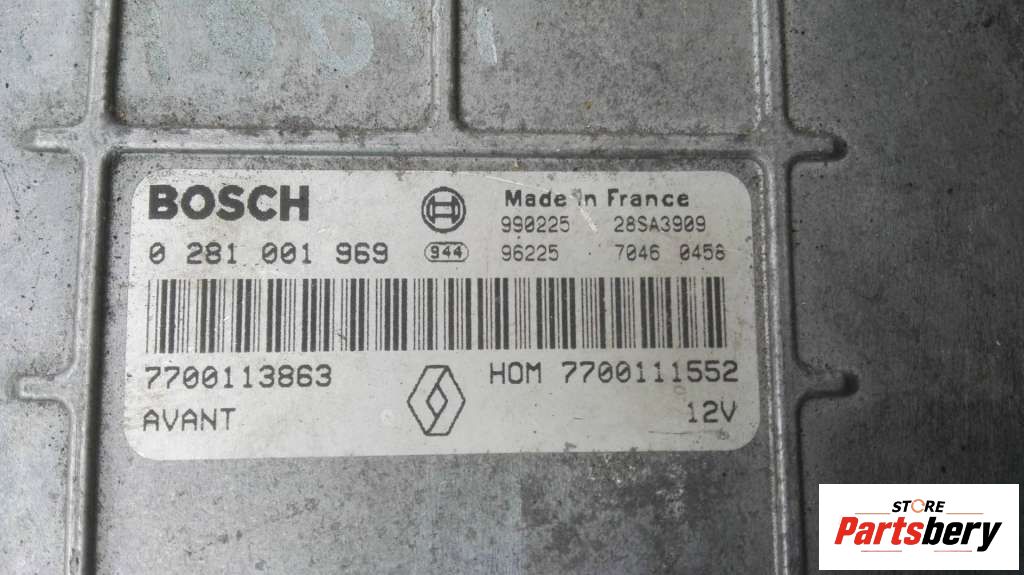 BOSCH
Made in France
990225 28SA3909
0 281 001 969 944 96225 7046 0458
7700113863 HOM 7700111552
AVANT 12V
STORE
Partsbery